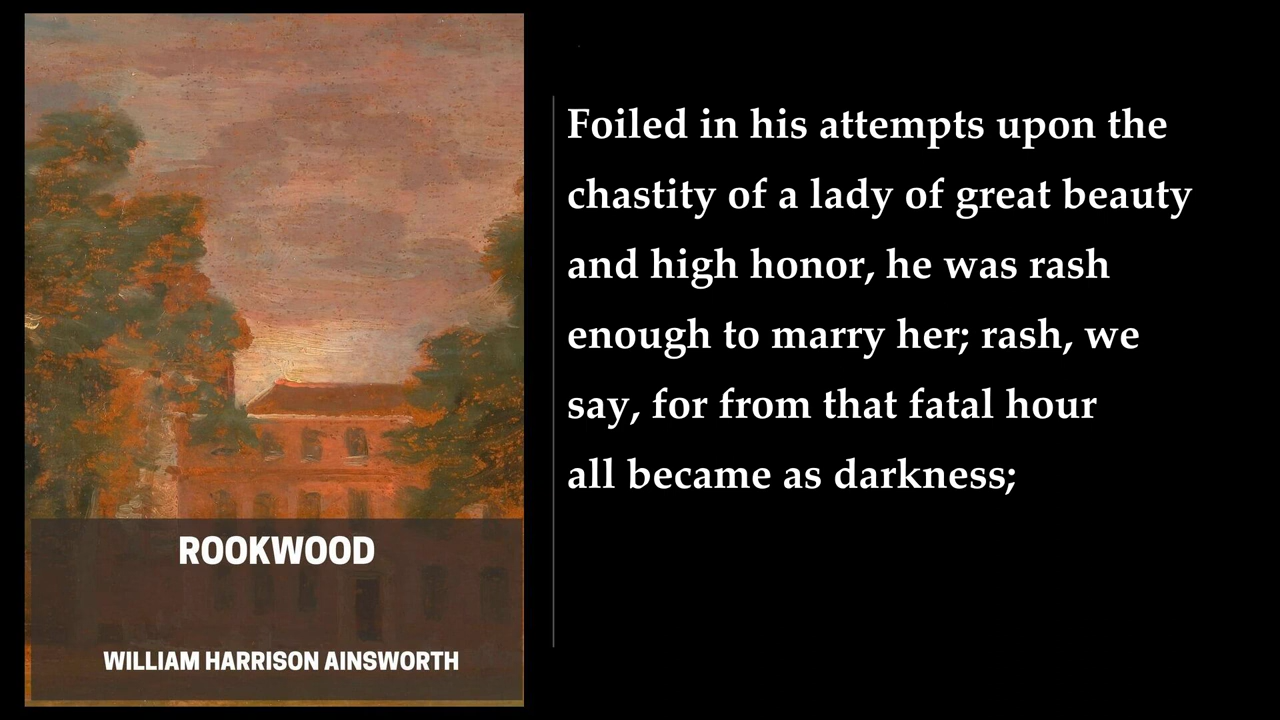 Foiled in his attempts upon the
chastity of a lady of great beauty
and high honor, he was rash
enough to marry her; rash, we
say, for from that fatal hour
all became as darkness;
ROOKWOOD
WILLIAM HARRISON AINSWORTH